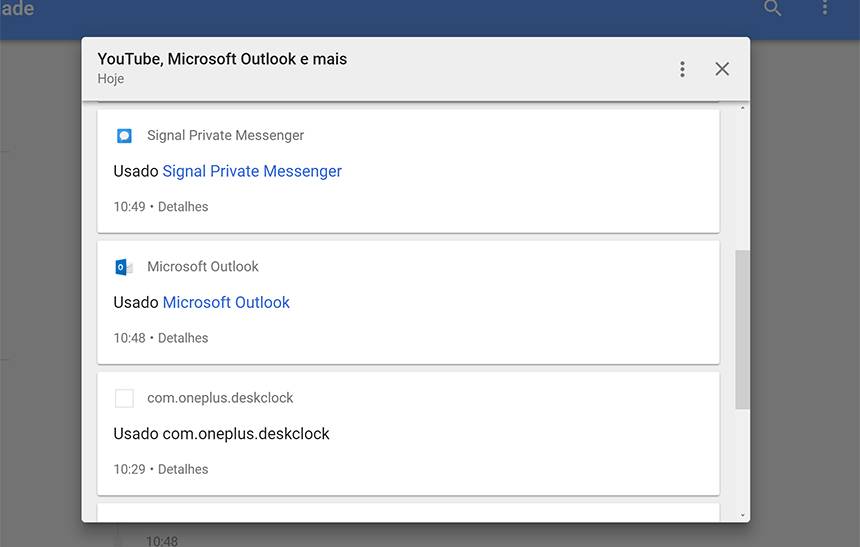 ade
YouTube, Microsoft Outlook e mais
Hoje
Signal Private Messenger
Usado Signal Private Messenger
10:49 • Detalhes
Microsoft Outlook
Usado Microsoft Outlook
10:48 • Detalhes
com.oneplus.deskclock
Usado com.oneplus.deskclock
10:29 • Detalhes
10:48